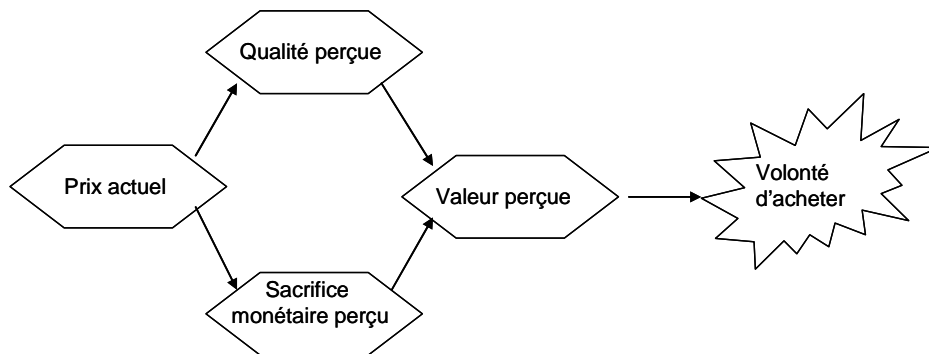 Qualité perçue
Prix actuel
Valeur perçue
Volonté
d'acheter
Sacrifice
monétaire perçu